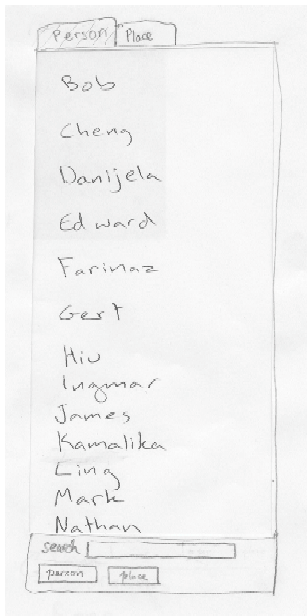 Person Place
Bob
Cheng
Danijela
Edward
Farinaz
Gert
Hiu
Ingmar
James
Kamalika
Ling
Mark
Nathan
search
person place